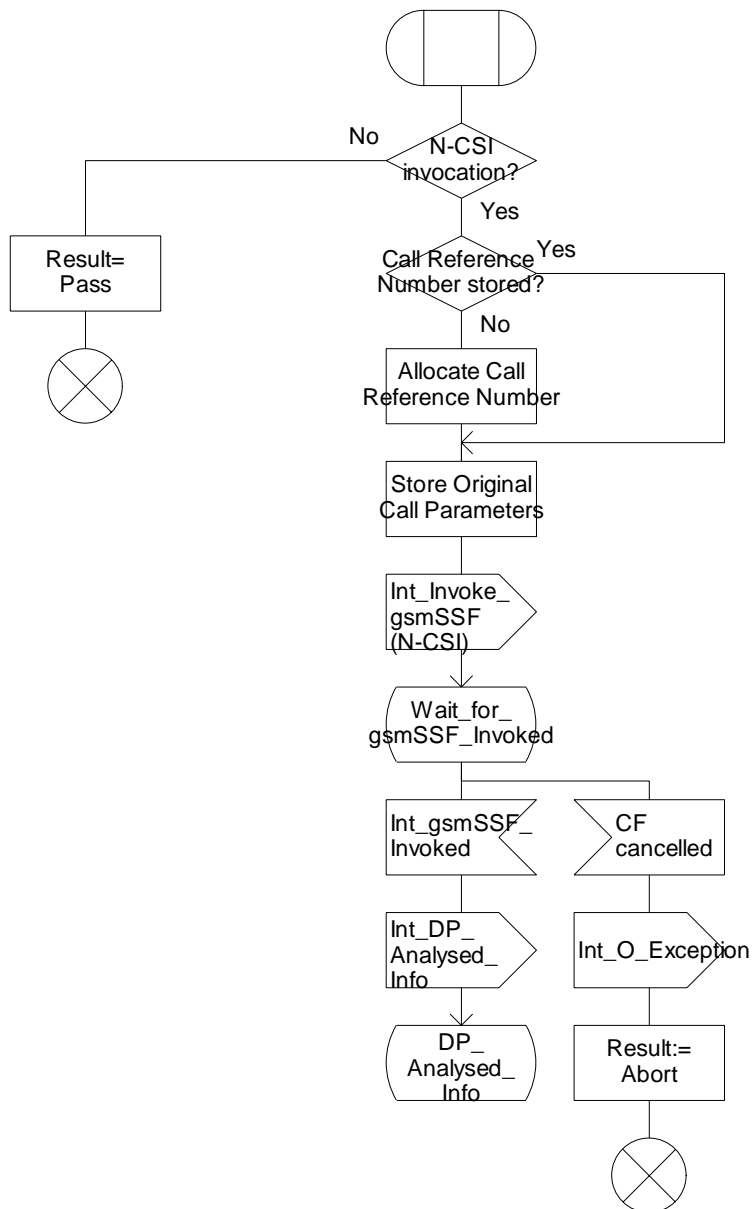 No
N-CSI
invocation?
Yes
Result=
Pass
Call Reference
Number stored?
Yes
No
Allocate Call
Reference Number
Store Original
Call Parameters
Int_Invoke_
gsmSSF
(N-CSI)
Wait_for_
gsmSSF_Invoked
Int_gsmSSF_
Invoked
CF
cancelled
Int_DP_
Analysed_
Info
Int_O_Exception
DP_
Analysed_
Info
Result:=
Abort